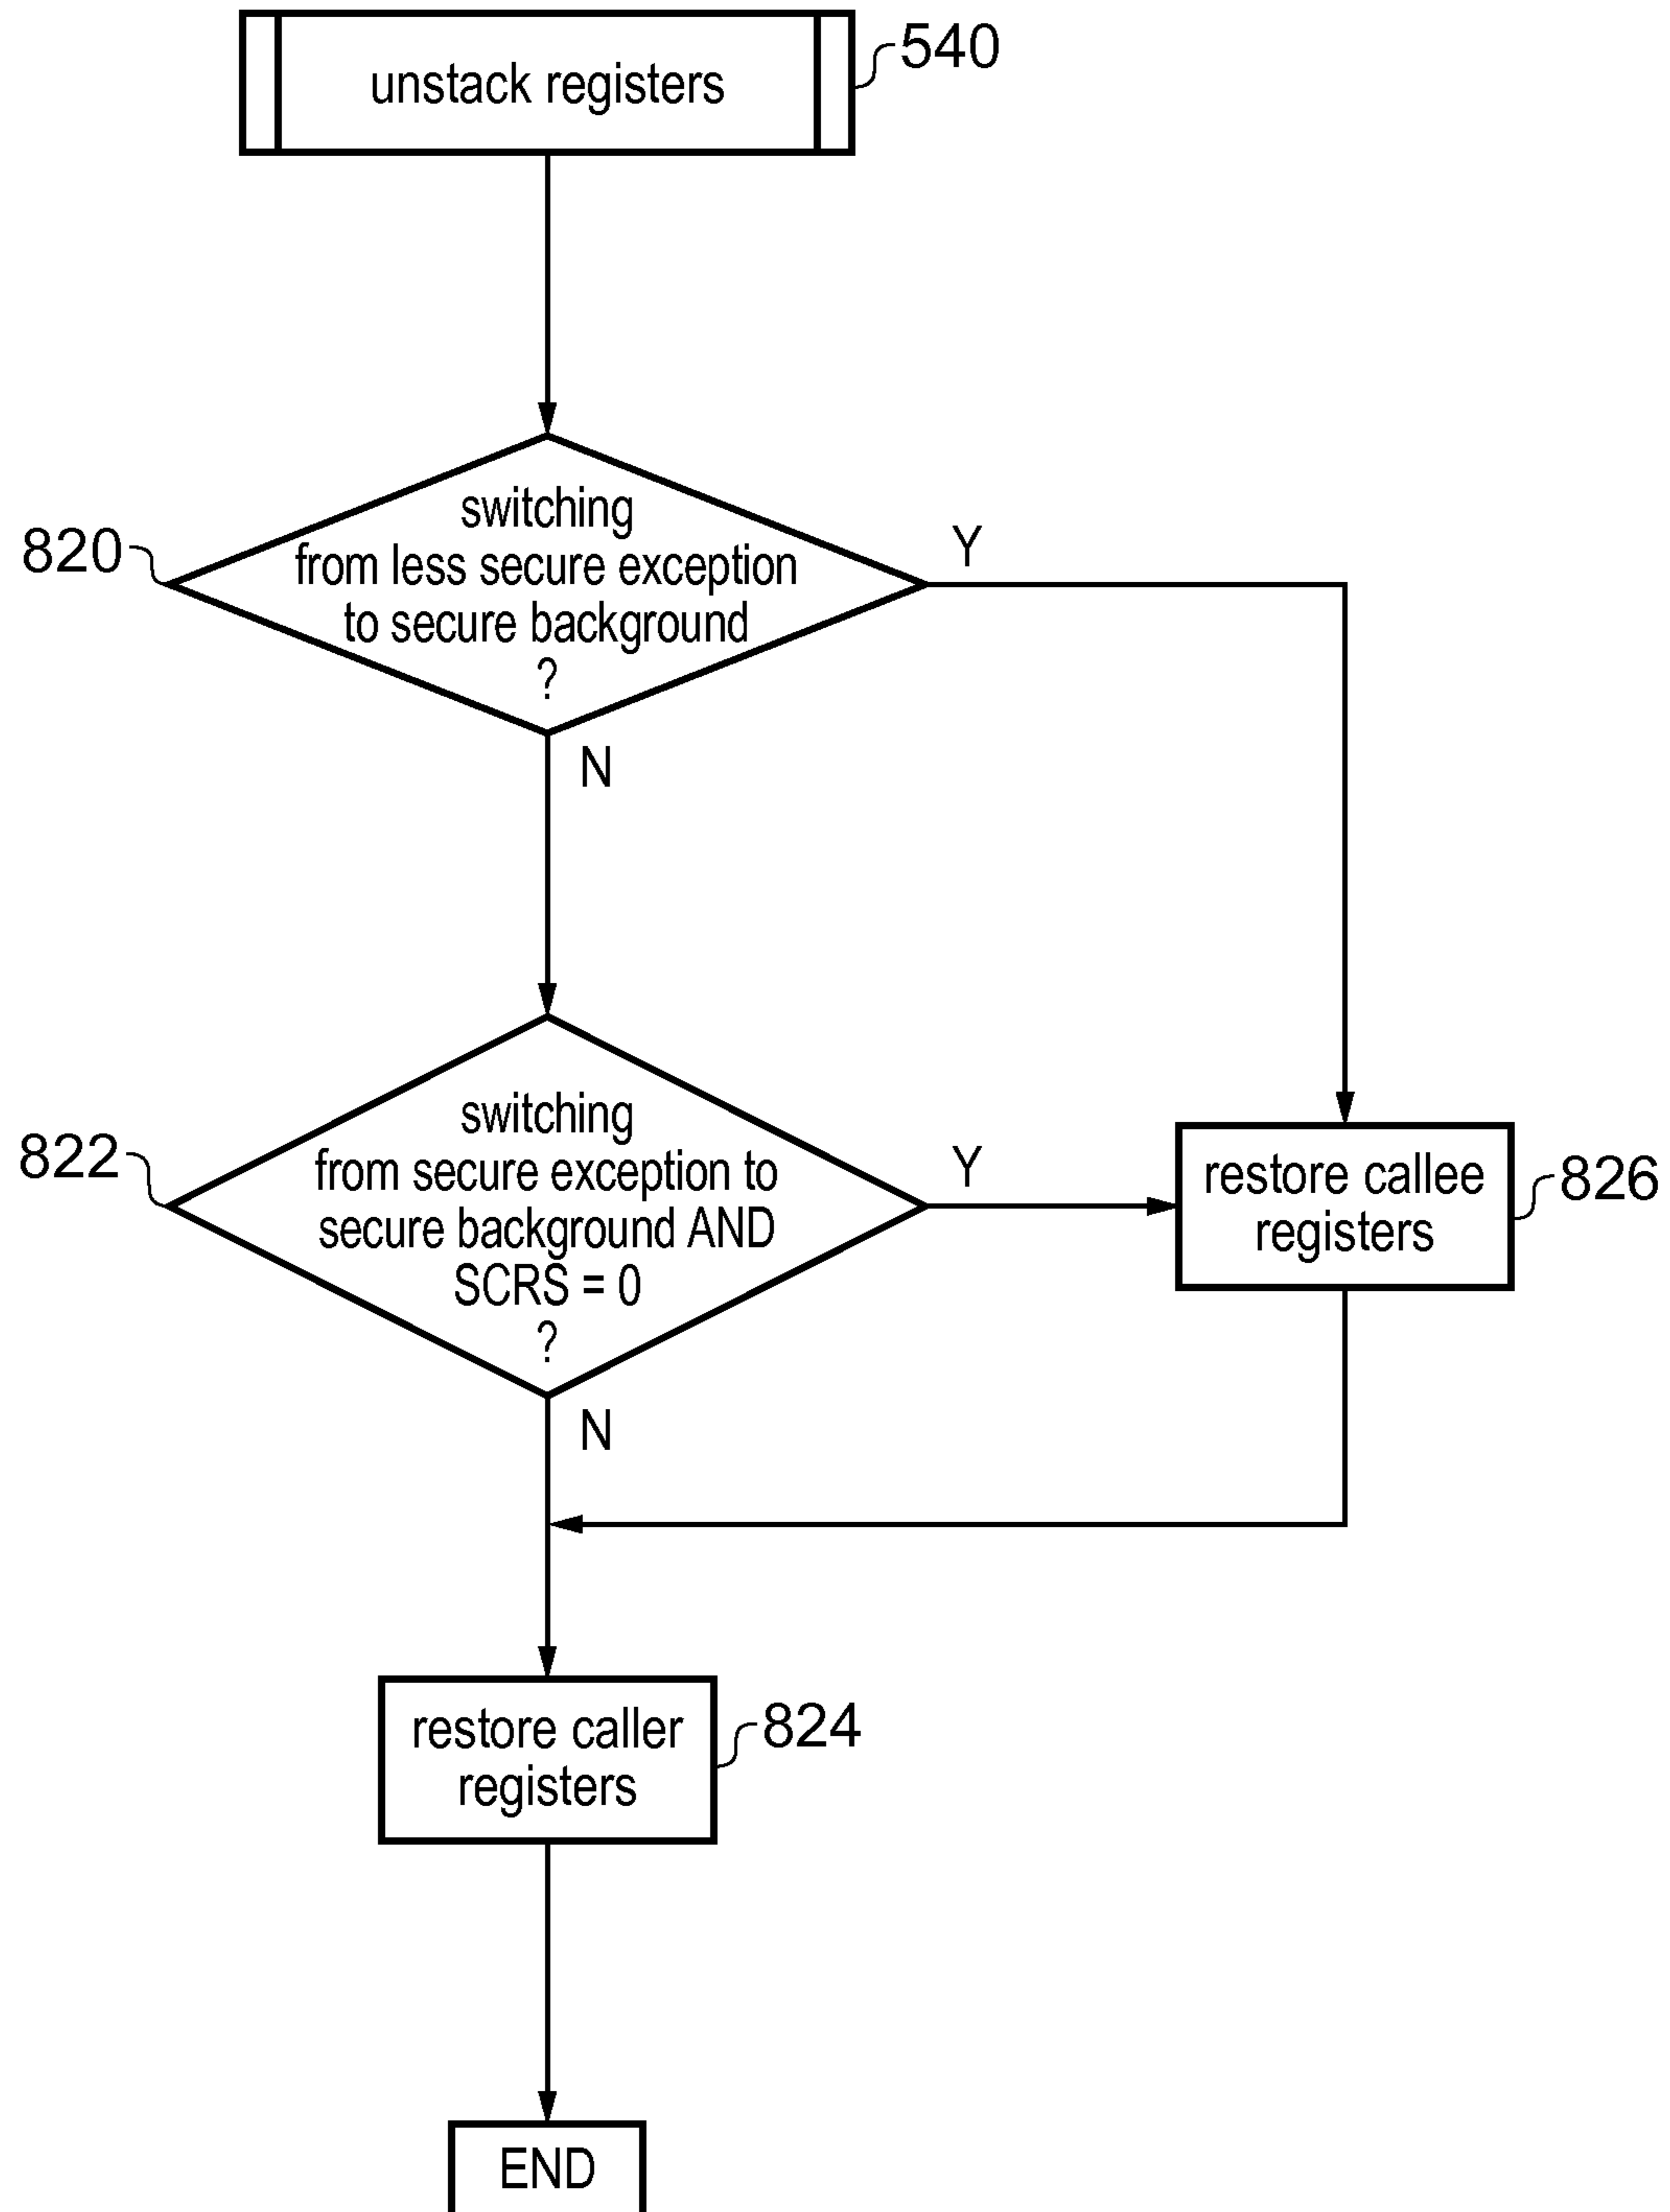 unstack registers
540
switching
from less secure exception
to secure background
?
820
Y
N
switching
from secure exception to
secure background AND
SCRS = 0
?
822
Y
restore callee
registers
826
N
restore caller
registers
824
END